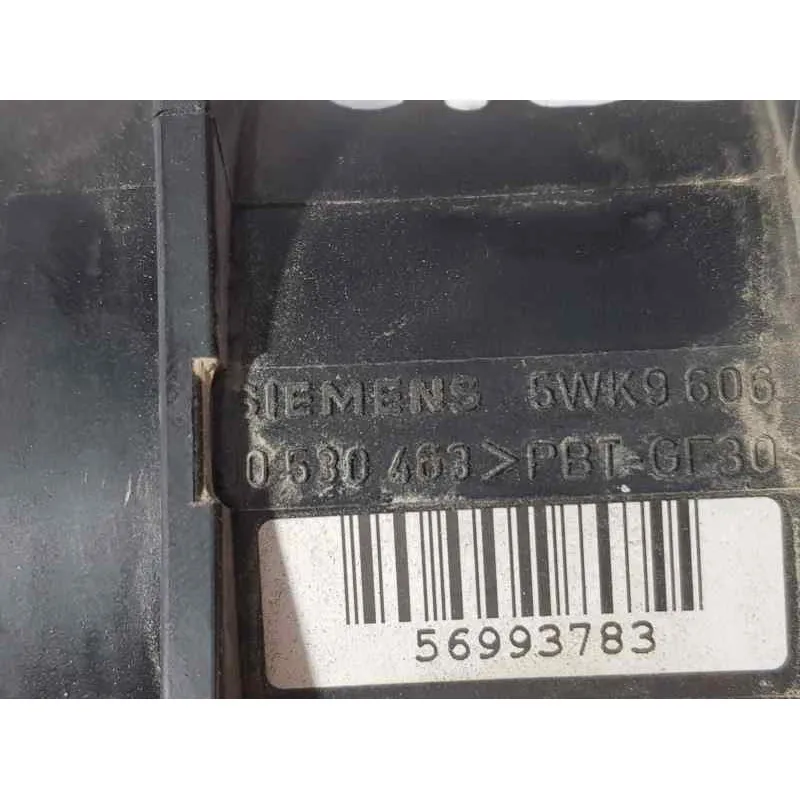 SIEMENS 5WK9 606
0 530 463 >PBT-GF30<
56993783